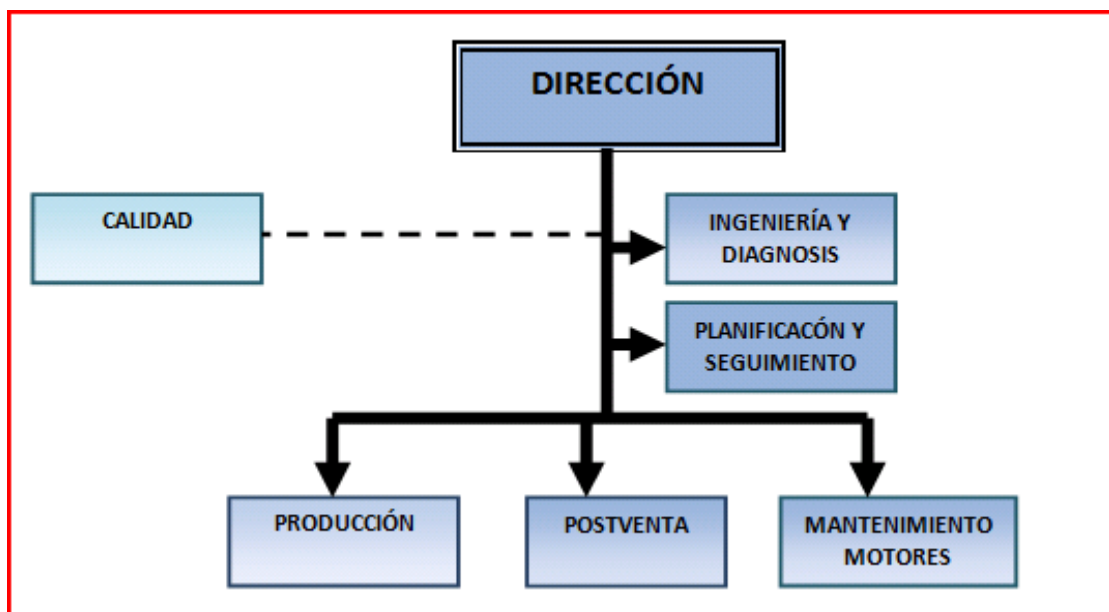 DIRECCIÓN
CALIDAD
INGENIERÍA Y
DIAGNOSIS
PLANIFICACÓN Y
SEGUIMIENTO
PRODUCCIÓN
POSTVENTA
MANTENIMIENTO
MOTORES